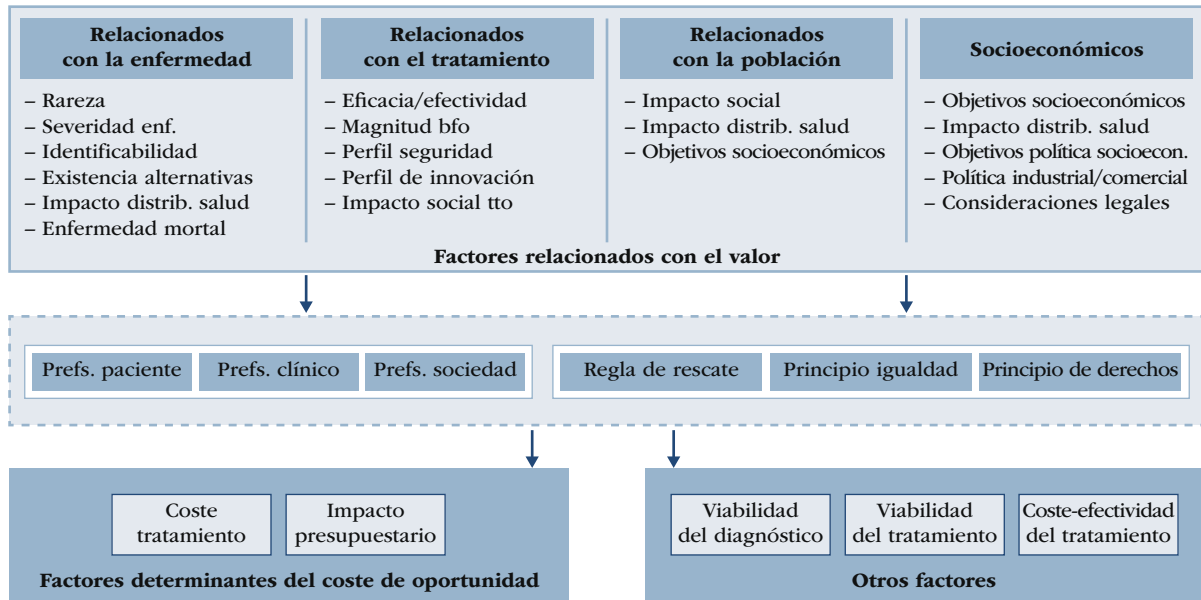 Relacionados
con la enfermedad
– Rareza
– Severidad enf.
– Identificabilidad
– Existencia alternativas
– Impacto distrib. salud
– Enfermedad mortal
Relacionados
con el tratamiento
– Eficacia/efectividad
– Magnitud bfo
– Perfil seguridad
– Perfil de innovación
– Impacto social tto
Relacionados
con la población
– Impacto social
– Impacto distrib. salud
– Objetivos socioeconómicos
Socioeconómicos
– Objetivos socioeconómicos
– Impacto distrib. salud
– Objetivos política socioecon.
– Política industrial/comercial
– Consideraciones legales
Factores relacionados con el valor
Prefs. paciente
Prefs. clínico
Prefs. sociedad
Regla de rescate
Principio igualdad
Principio de derechos
Coste
tratamiento
Impacto
presupuestario
Factores determinantes del coste de oportunidad
Viabilidad
del diagnóstico
Viabilidad
del tratamiento
Coste-efectividad
del tratamiento
Otros factores